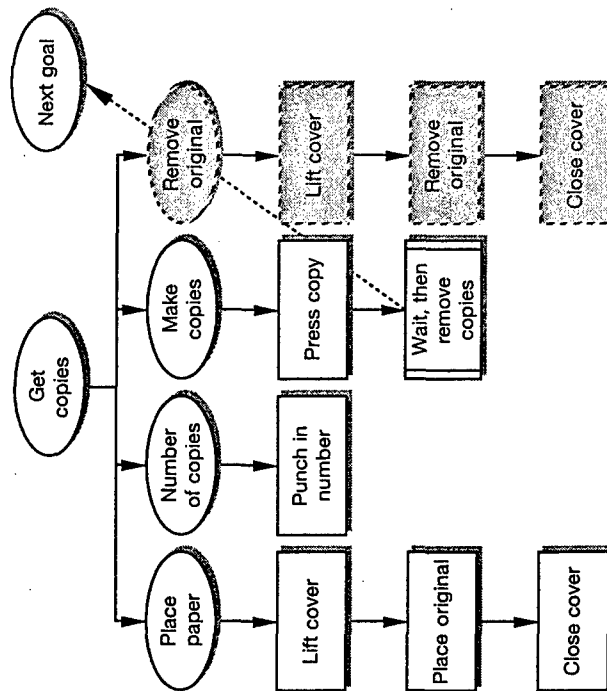 Next goal
Get
copies
Place
paper
Number
of copies
Make
copies
Remove
original
Lift cover
Punch in
number
Press copy
Lift cover
Place original
Wait, then
remove
copies
Remove
original
Close cover
Close cover